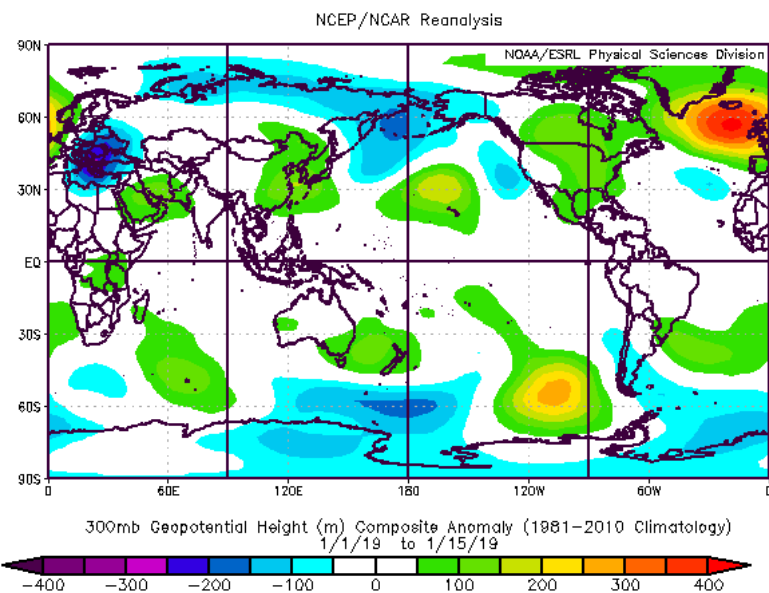 NCEP/NCAR Reanalysis
90N
NOAA/ESRL Physical Sciences Division
60N
30N
EQ
30S
60S
90S
0 60E 120E 180 120W 60W 0
300mb Geopotential Height (m) Composite Anomaly (1981-2010 Climatology)
1/1/19 to 1/15/19
-400 -300 -200 -100 0 100 200 300 400